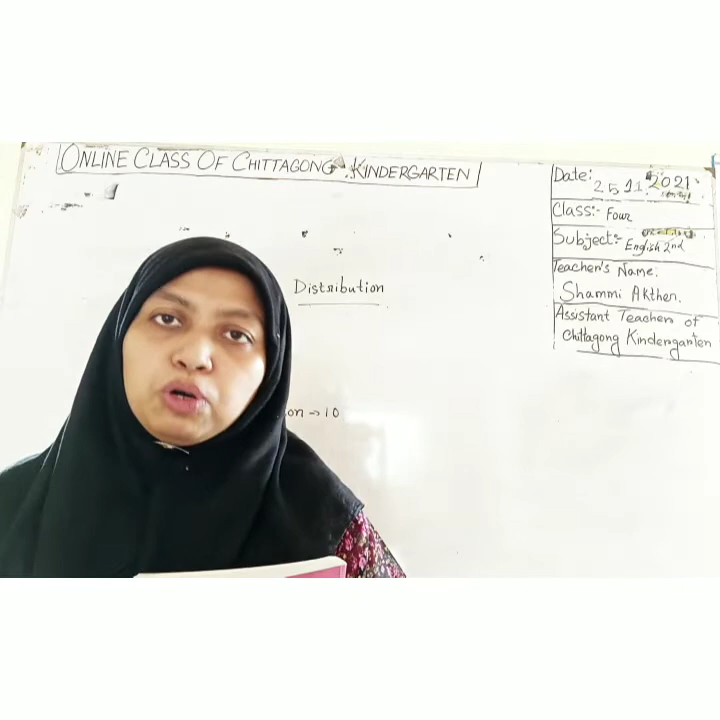 ONLINE CLASS OF CHITTAGONG KINDERGARTEN
Date: 25 11 2021
Class:- Four
Subject:- English 2nd
Teacher's Name:
Shammi Akther.
Assistant Teacher of
Chittagong Kindergarten
Distribution
on → 10